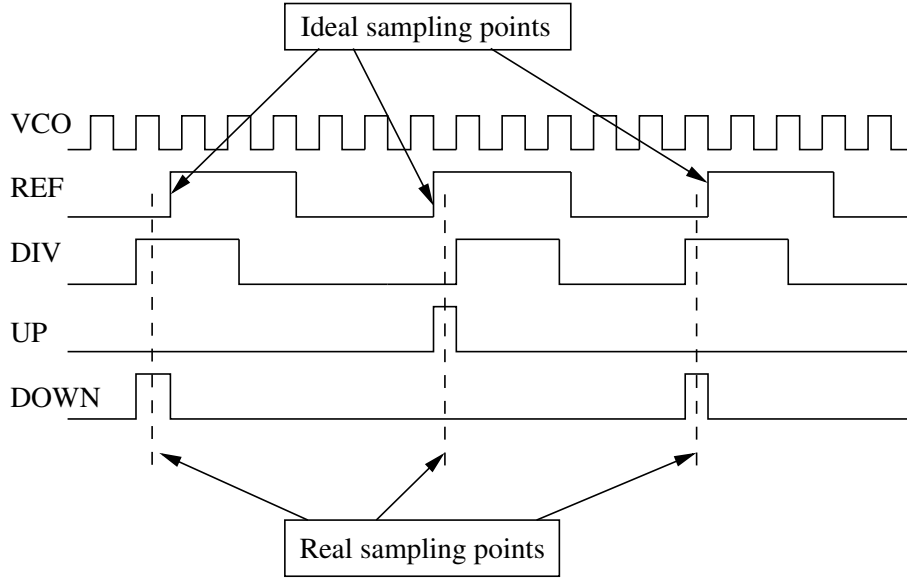 Ideal sampling points
VCO
REF
DIV
UP
DOWN
Real sampling points